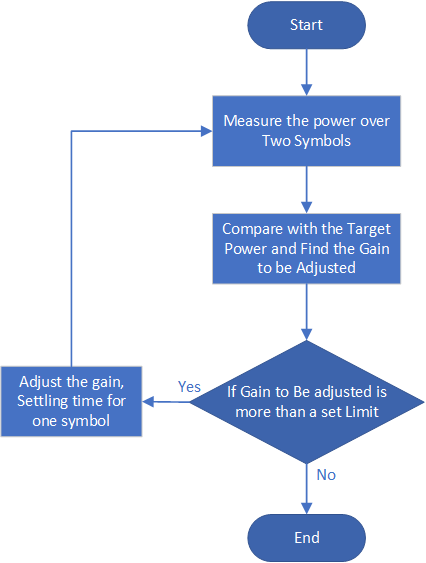 Start
Measure the power over
Two Symbols
Compare with the Target
Power and Find the Gain
to be Adjusted
If Gain to Be adjusted is
more than a set Limit
Yes
Adjust the gain,
Settling time for
one symbol
No
End